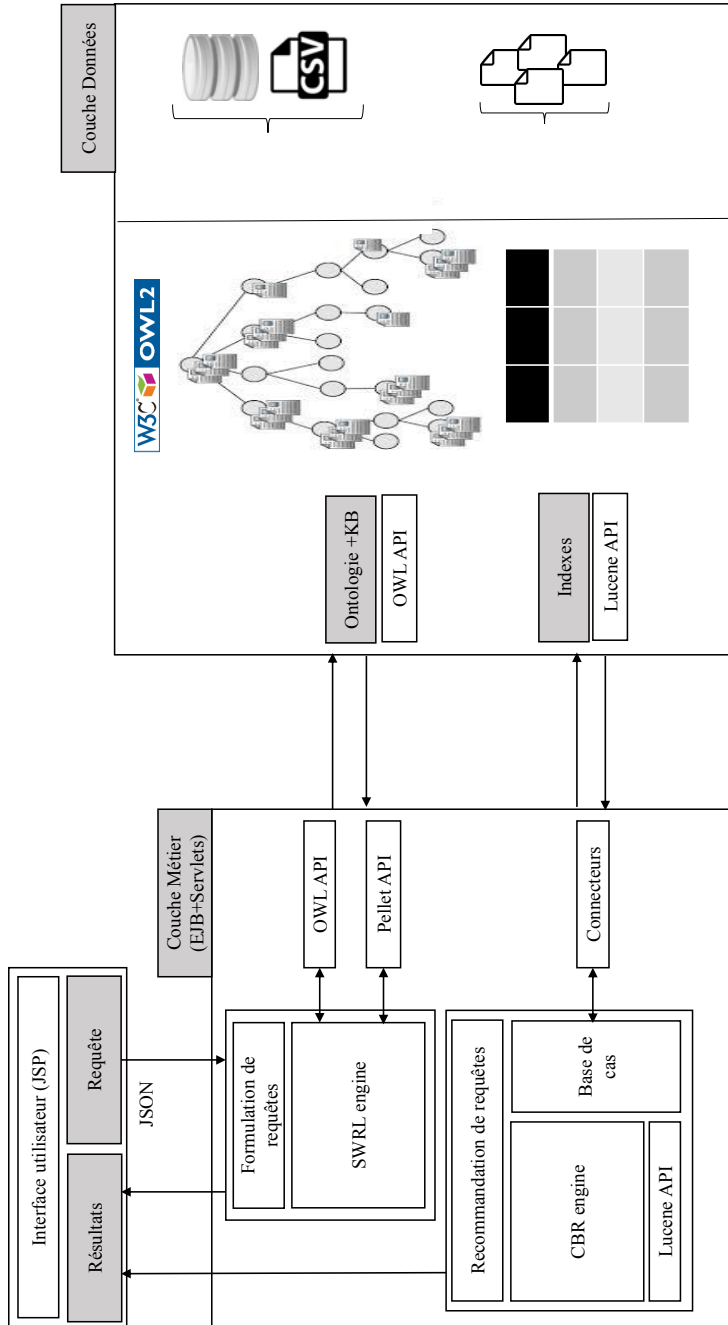 Interface utilisateur (JSP)
Résultats
Requête
JSON
Couche Métier
(EJB+Servlets)
Formulation de
requêtes
SWRL engine
OWL API
Pellet API
Recommandation de requêtes
CBR engine
Base de
cas
Lucene API
Connecteurs
Couche Données
Ontologie +KB
OWL API
Indexes
Lucene API
W3C OWL2
CSV